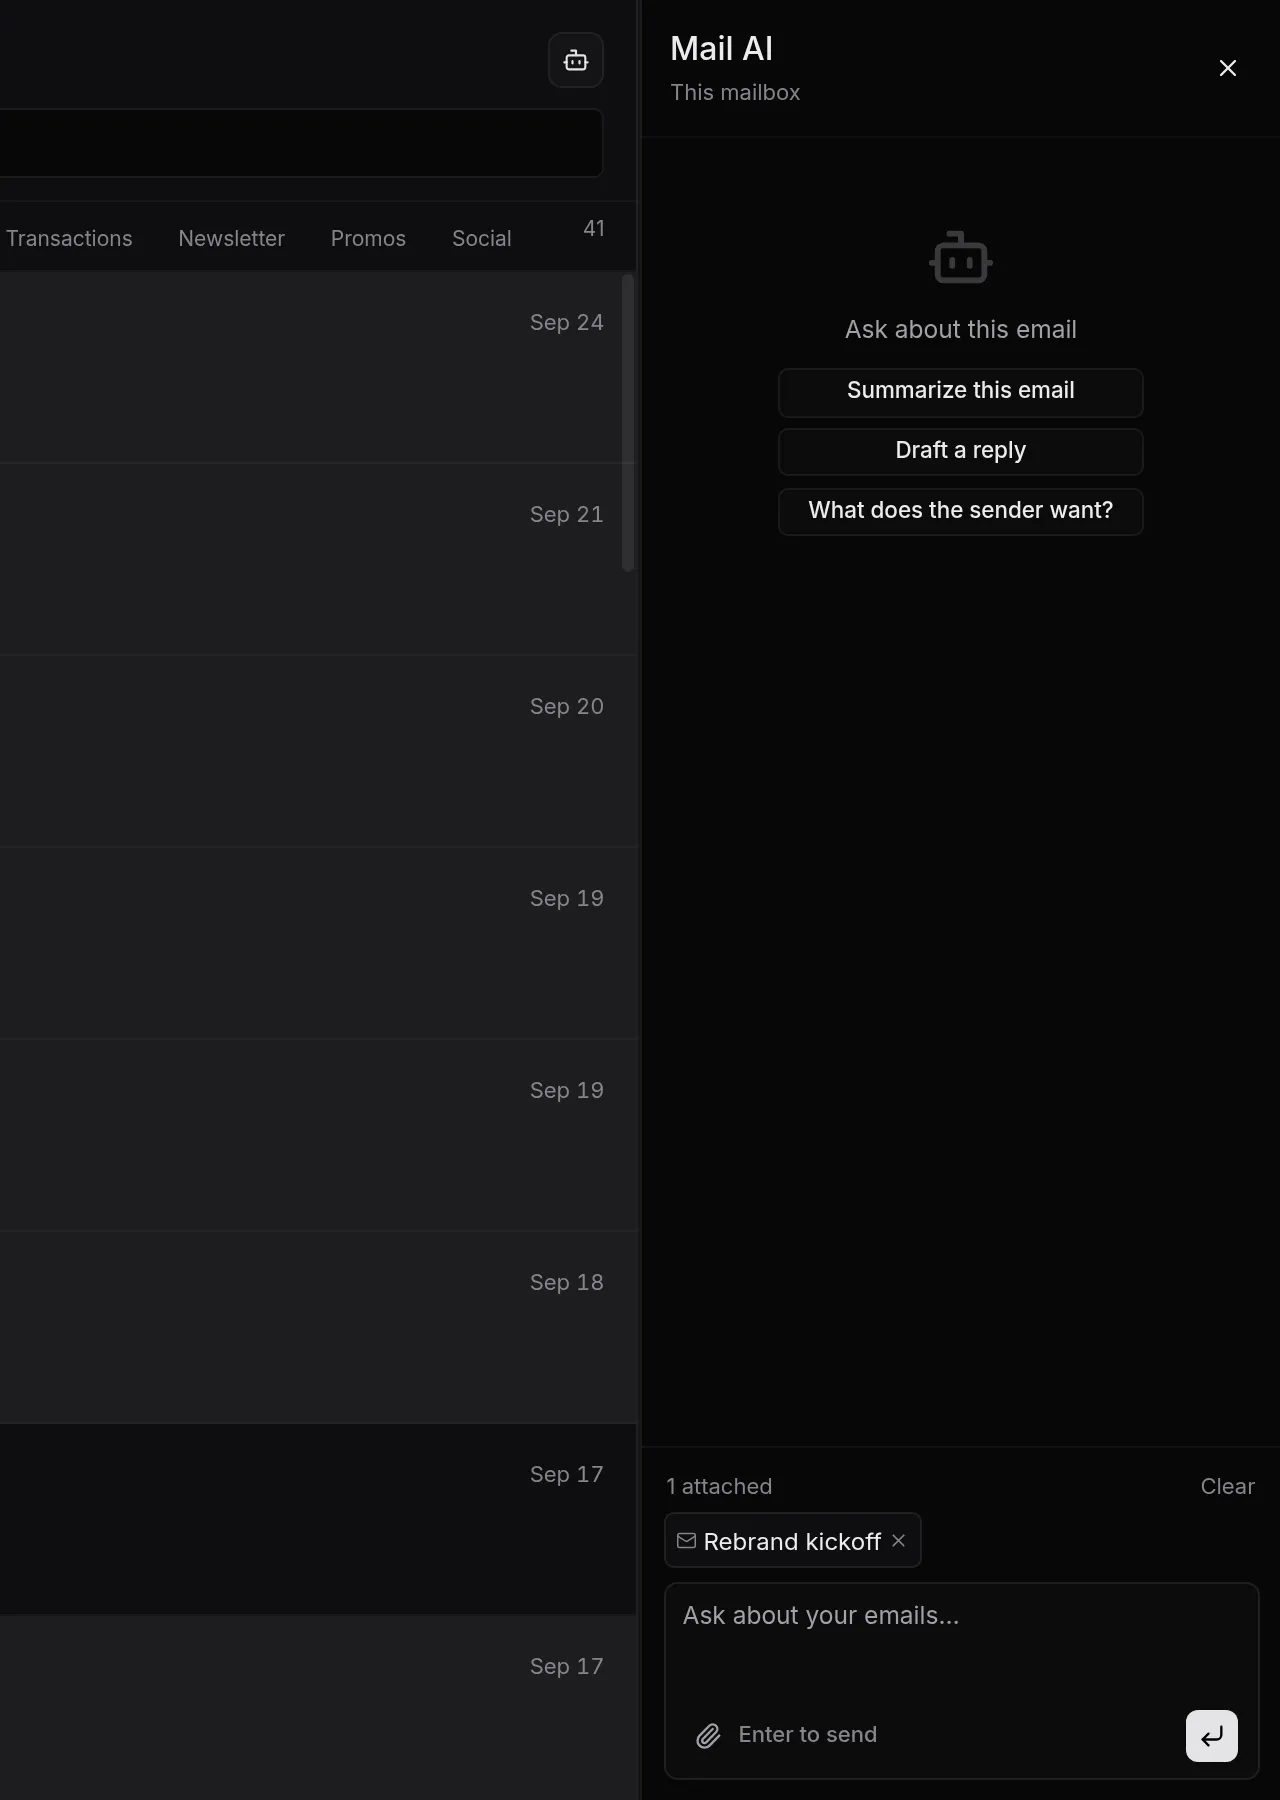 Transactions Newsletter Promos Social 41
Sep 24
Sep 21
Sep 20
Sep 19
Sep 19
Sep 18
Sep 17
Sep 17
Mail AI
This mailbox
Ask about this email
Summarize this email
Draft a reply
What does the sender want?
1 attached Clear
Rebrand kickoff
Ask about your emails...
Enter to send